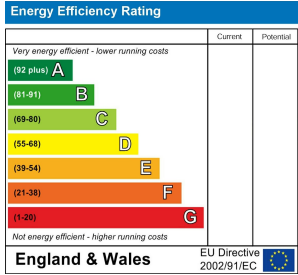 Energy Efficiency Rating
Current Potential
Very energy efficient - lower running costs
(92 plus) A
(81-91) B
(69-80) C
(55-68) D
(39-54) E
(21-38) F
(1-20) G
Not energy efficient - higher running costs
England & Wales
EU Directive
2002/91/EC